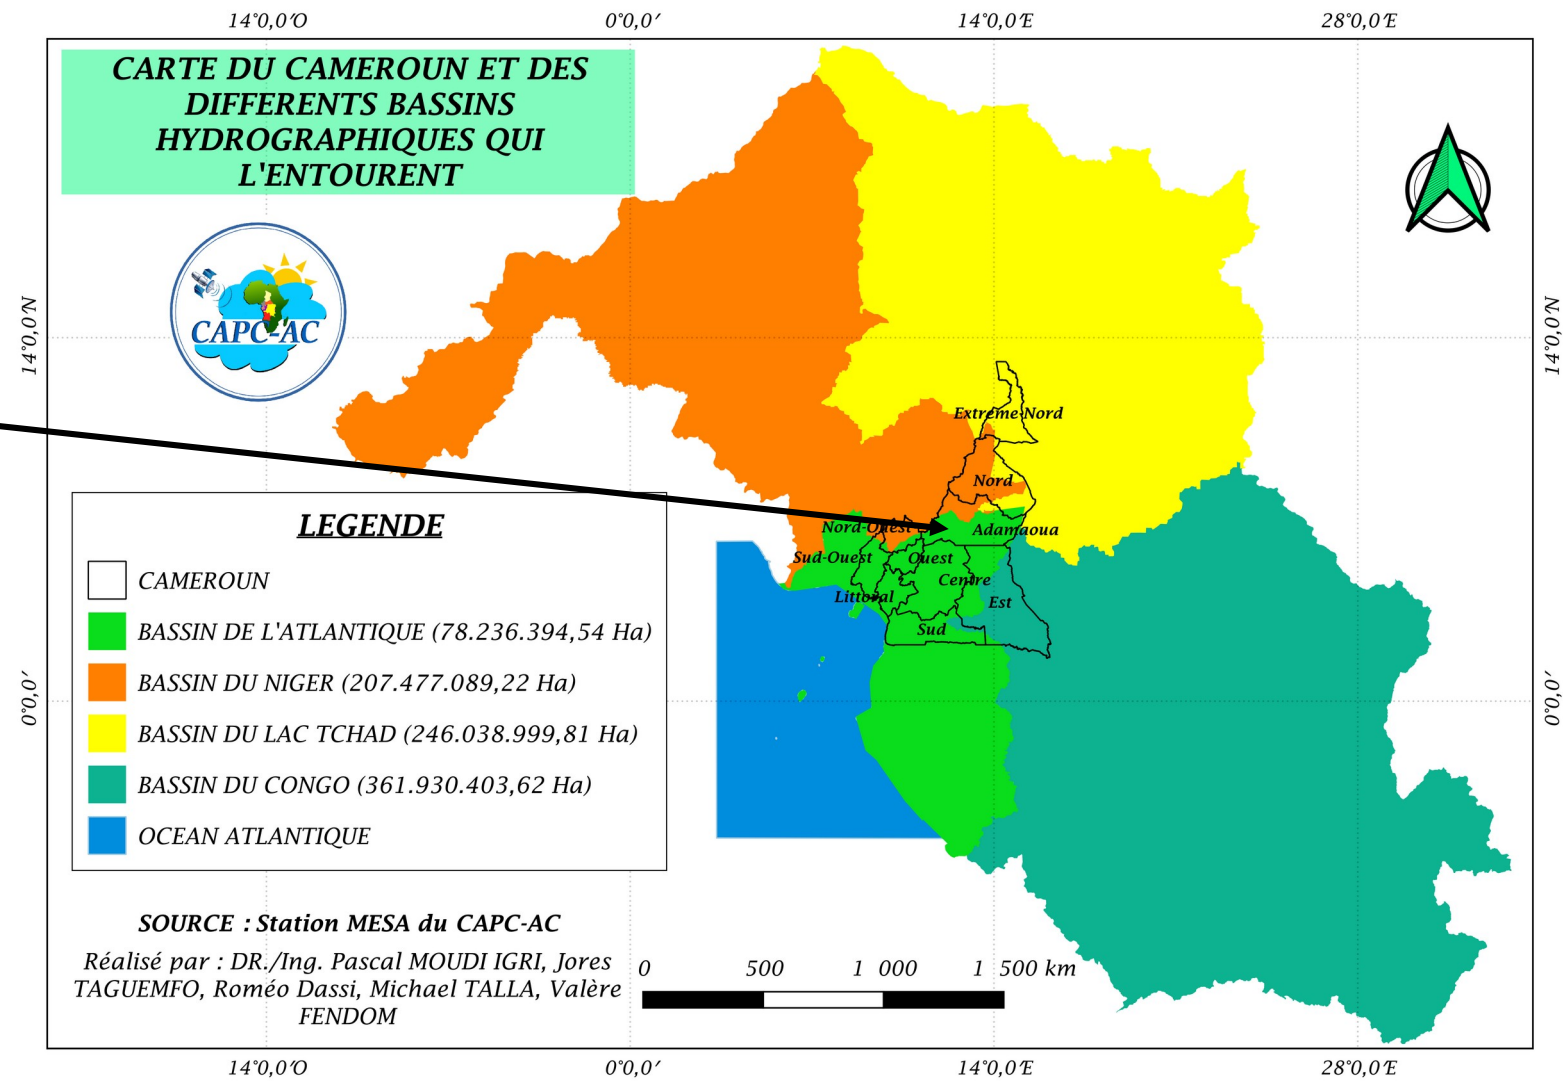 14°0,0′O 0°0,0′ 14°0,0′E 28°0,0′E
CARTE DU CAMEROUN ET DES
DIFFERENTS BASSINS
HYDROGRAPHIQUES QUI
L'ENTOURENT
CAPC-AC
14°0,0′N
14°0,0′N
Extreme-Nord
Nord
Nord-Ouest
Adamaoua
Sud-Ouest
Ouest
Centre
Littoral
Est
Sud
LEGENDE
CAMEROUN
BASSIN DE L'ATLANTIQUE (78.236.394,54 Ha)
BASSIN DU NIGER (207.477.089,22 Ha)
BASSIN DU LAC TCHAD (246.038.999,81 Ha)
BASSIN DU CONGO (361.930.403,62 Ha)
OCEAN ATLANTIQUE
0°0,0′
0°0,0′
SOURCE : Station MESA du CAPC-AC
Réalisé par : DR./Ing. Pascal MOUDI IGRI, Jores
TAGUEMFO, Roméo Dassi, Michael TALLA, Valère
FENDOM
0 500 1 000 1 500 km
14°0,0′O 0°0,0′ 14°0,0′E 28°0,0′E